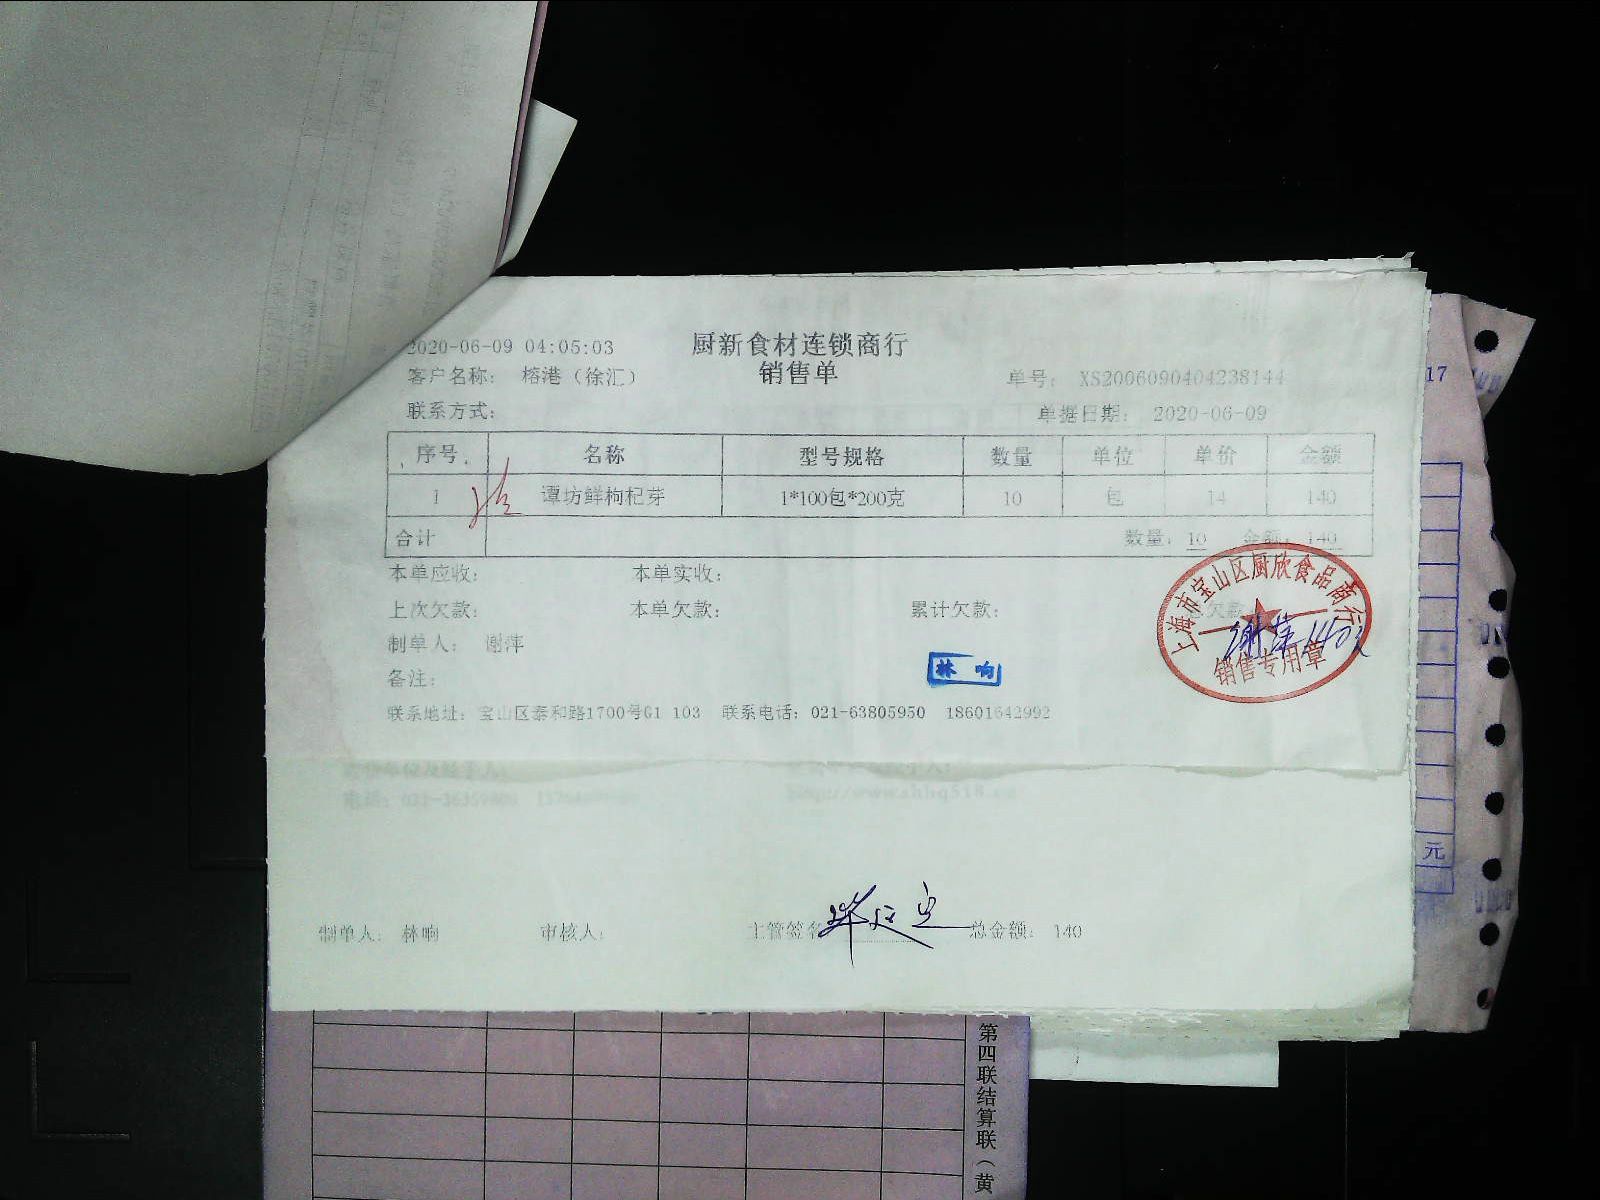 厨新食材连锁商行
2020-06-09 04:05:03
销售单
客户名称: 榕港（徐汇）
单号: XS2006090404238144
联系方式:
单据日期: 2020-06-09
序号 名称 型号规格 数量 单位 单价 金额
1 谭坊鲜枸杞芽 1*100包*200克 10 包 14 140
合计 数量: 10 金额: 140
本单应收: 本单实收:
上次欠款: 本单欠款: 累计欠款:
制单人: 谢萍
备注:
联系地址: 宝山区泰和路1700号G1 103 联系电话: 021-63805950 18601642992
林响
上海市宝山区厨欣食品商行
销售专用章
制单人: 林响 审核人: 主管签名 总金额: 140
17
元
第四联结算联（黄